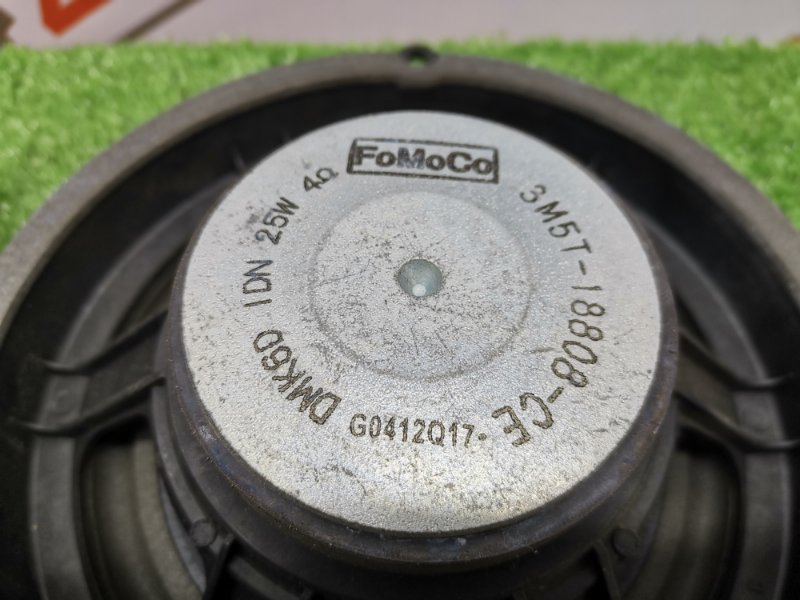 FoMoCo
3M5T-18808-CE
G0412Q17·
DMK6D IDN 25W 4Ω